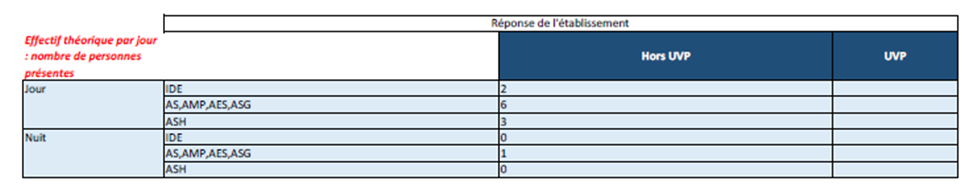 Réponse de l'établissement
Effectif théorique par jour
: nombre de personnes
présentes
Hors UVP UVP
Jour IDE 2
AS,AMP,AES,ASG 6
ASH 3
Nuit IDE 0
AS,AMP,AES,ASG 1
ASH 0